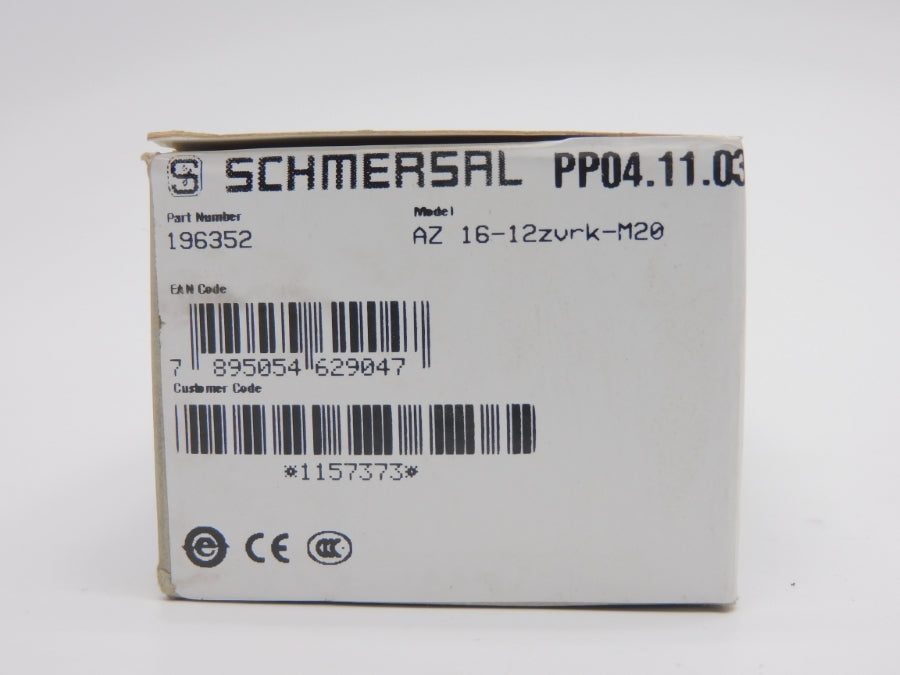 S SCHMERSAL PP04.11.03
Part Number Model
196352 AZ 16-12zvrk-M20
EAN Code
7 895054 629047
Customer Code
*1157373*
e CE CCC